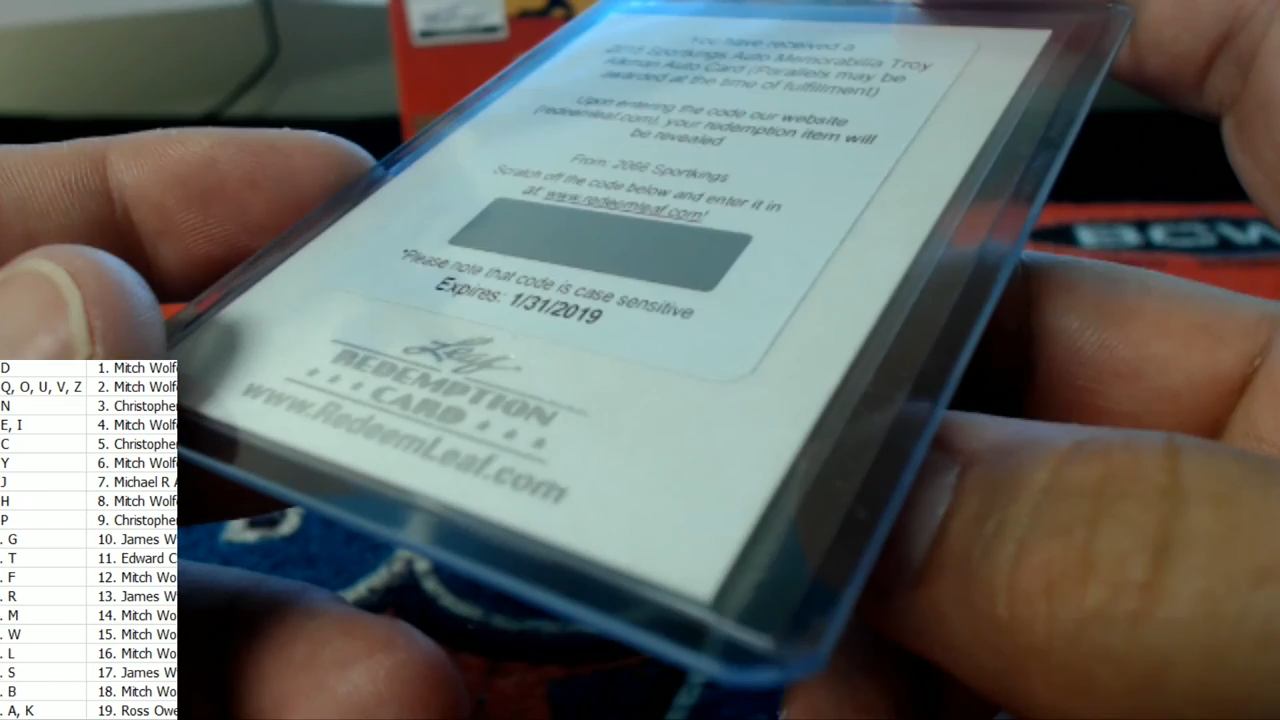 You have received a
2015 Sportkings Auto Memorabilia Troy
Aikman Auto Card (Parallels may be
awarded at the time of fulfillment)
Upon entering the code our website
(redeemleaf.com), your redemption item will
be revealed
From: 2066 Sportkings
Scratch off the code below and enter it in
at www.redeemleaf.com!
*Please note that code is case sensitive
Expires: 1/31/2019
Leaf
REDEMPTION
CARD
www.RedeemLeaf.com
BCW
D 1. Mitch Wolf
Q, O, U, V, Z 2. Mitch Wolf
N 3. Christopher
E, I 4. Mitch Wolf
C 5. Christopher
Y 6. Mitch Wolf
J 7. Michael R A
H 8. Mitch Wolf
P 9. Christopher
. G 10. James W
. T 11. Edward C
. F 12. Mitch Wo
. R 13. James W
. M 14. Mitch Wo
. W 15. Mitch Wo
. L 16. Mitch Wo
. S 17. James W
. B 18. Mitch Wo
. A, K 19. Ross Owe